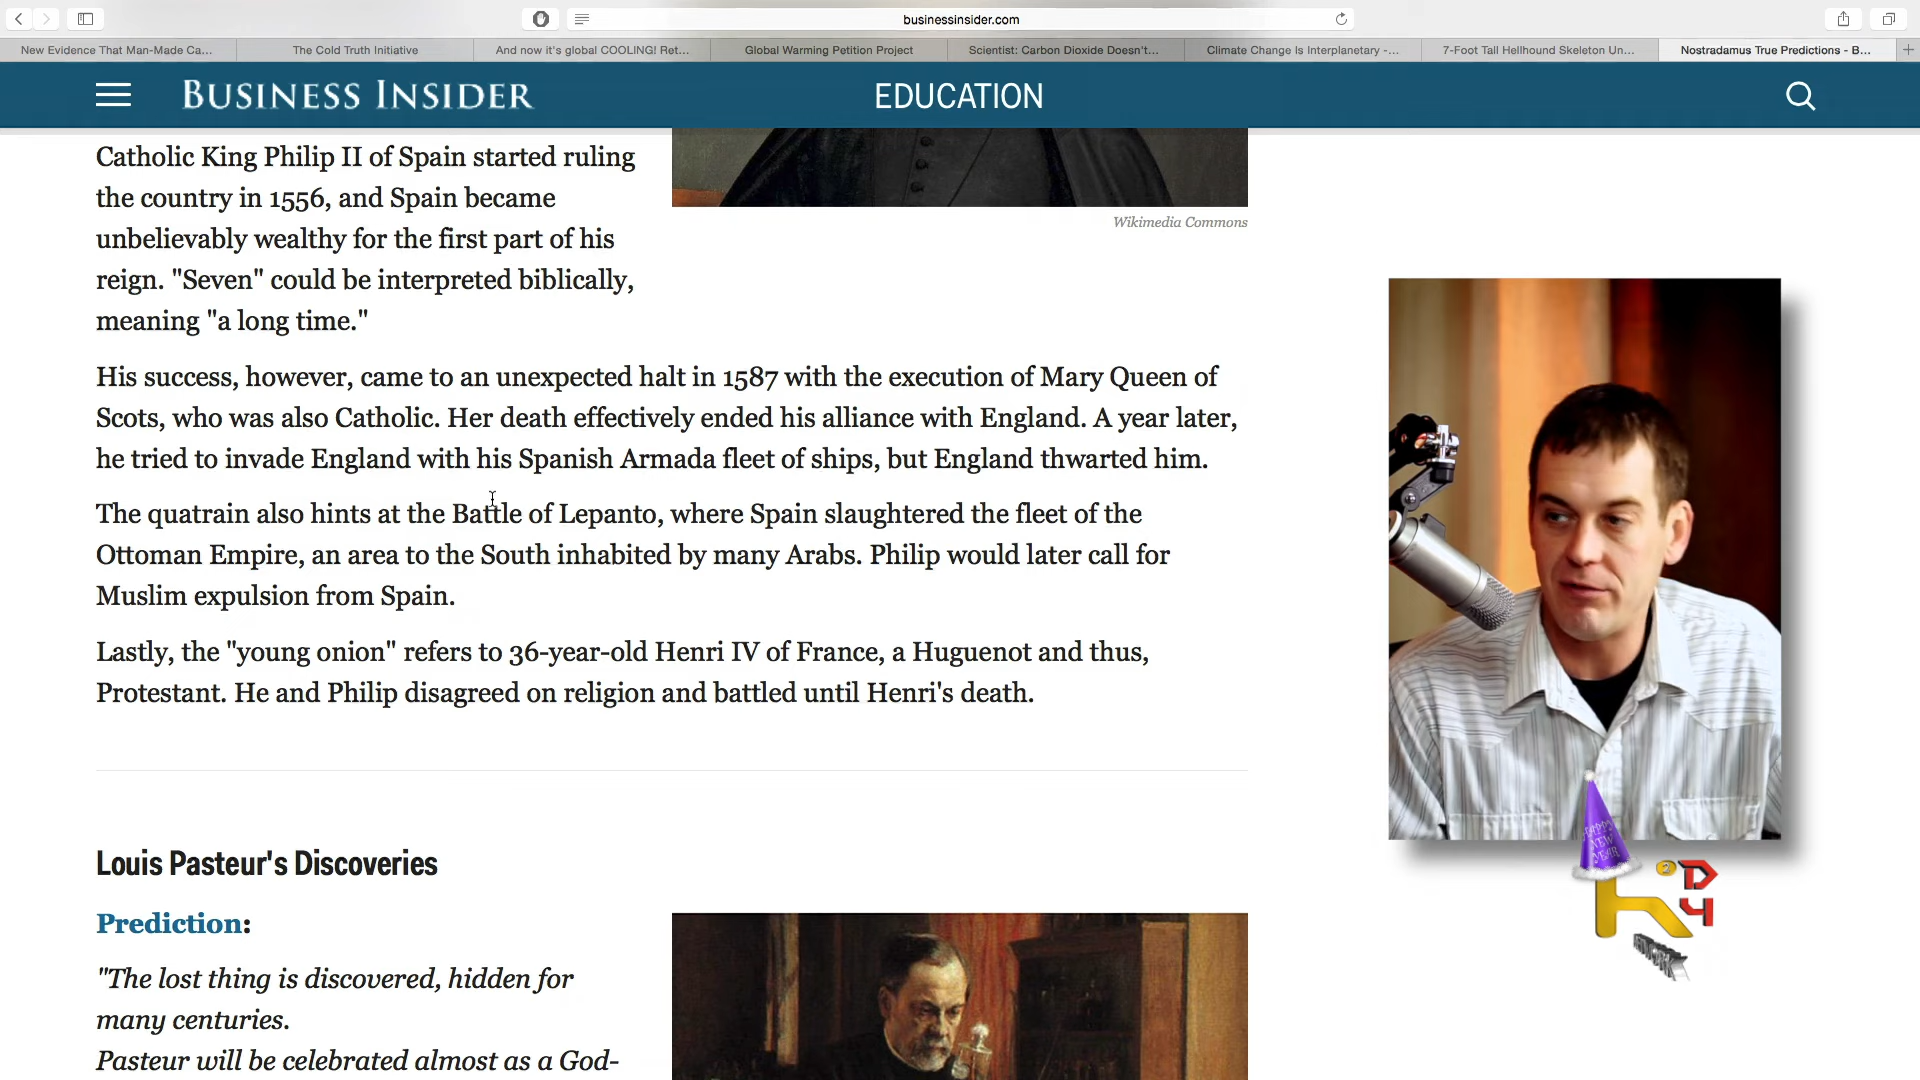 businessinsider.com
New Evidence That Man-Made Ca...
The Cold Truth Initiative
And now it's global COOLING! Ret...
Global Warming Petition Project
Scientist: Carbon Dioxide Doesn't...
Climate Change Is Interplanetary -...
7-Foot Tall Hellhound Skeleton Un...
Nostradamus True Predictions - B...
BUSINESS INSIDER
EDUCATION
Catholic King Philip II of Spain started ruling
the country in 1556, and Spain became
unbelievably wealthy for the first part of his
reign. "Seven" could be interpreted biblically,
meaning "a long time."
Wikimedia Commons
His success, however, came to an unexpected halt in 1587 with the execution of Mary Queen of
Scots, who was also Catholic. Her death effectively ended his alliance with England. A year later,
he tried to invade England with his Spanish Armada fleet of ships, but England thwarted him.
The quatrain also hints at the Battle of Lepanto, where Spain slaughtered the fleet of the
Ottoman Empire, an area to the South inhabited by many Arabs. Philip would later call for
Muslim expulsion from Spain.
Lastly, the "young onion" refers to 36-year-old Henri IV of France, a Huguenot and thus,
Protestant. He and Philip disagreed on religion and battled until Henri's death.
Louis Pasteur's Discoveries
Prediction:
"The lost thing is discovered, hidden for
many centuries.
Pasteur will be celebrated almost as a God-
HAPPY
NEW
YEAR